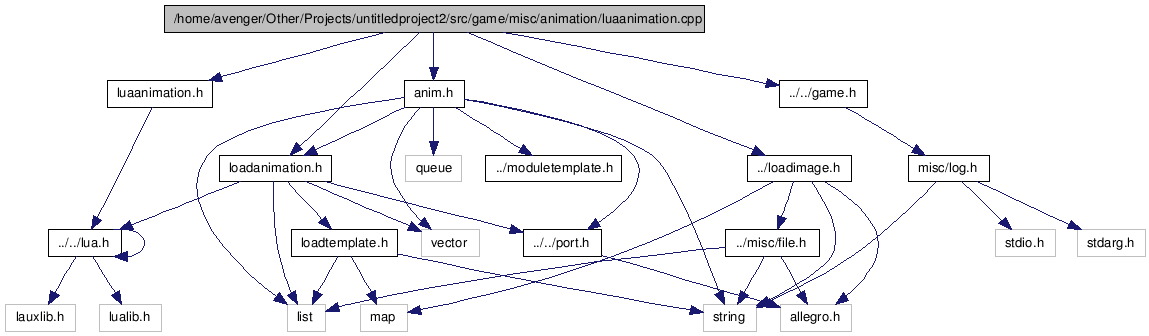 /home/avenger/Other/Projects/untitledproject2/src/game/misc/animation/luaanimation.cpp
luaanimation.h
anim.h
../../game.h
loadanimation.h
queue
../moduletemplate.h
../loadimage.h
misc/log.h
../../lua.h
loadtemplate.h
vector
../../port.h
../misc/file.h
stdio.h
stdarg.h
lauxlib.h
lualib.h
list
map
string
allegro.h